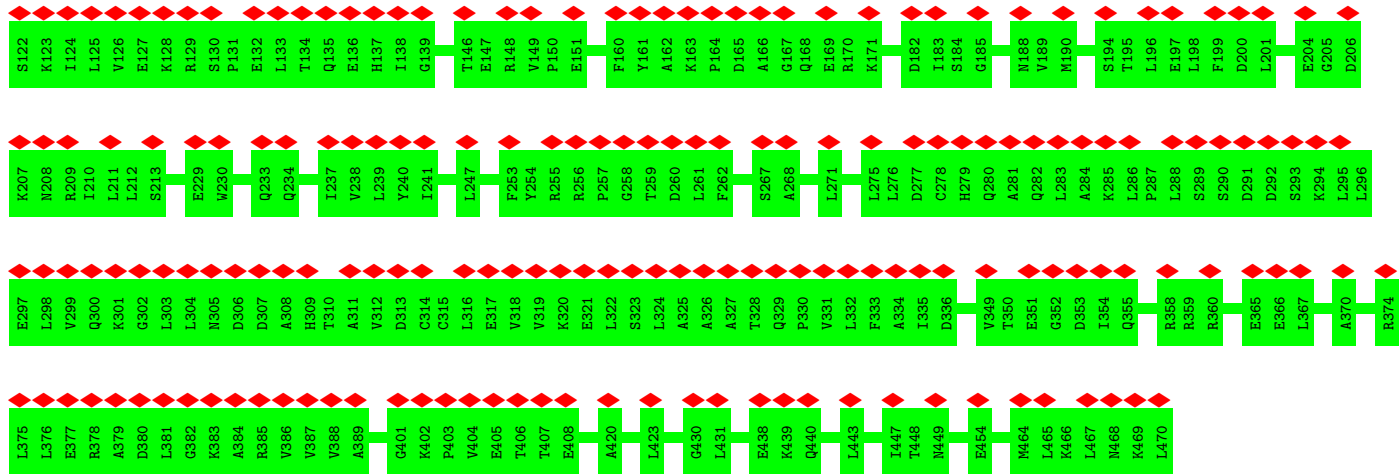 S122 K123 I124 L125 V126 E127 K128 R129 S130 P131 E132 L133 T134 Q135 E136 H137 I138 G139 T146 E147 R148 V149 P150 E151 F160 Y161 A162 K163 P164 D165 A166 G167 Q168 E169 R170 K171 D182 I183 S184 G185 N188 V189 M190 S194 T195 L196 E197 L198 F199 D200 L201 E204 G205 D206
K207 N208 R209 I210 L211 L212 S213 E229 W230 Q233 Q234 I237 V238 L239 Y240 I241 L247 F253 Y254 R255 R256 P257 G258 T259 D260 L261 F262 S267 A268 L271 L275 L276 D277 C278 H279 Q280 A281 Q282 L283 A284 K285 L286 P287 L288 S289 S290 D291 D292 S293 K294 L295 L296
E297 L298 V299 Q300 K301 G302 L303 L304 N305 D306 D307 A308 H309 T310 A311 V312 D313 C314 C315 L316 E317 V318 V319 K320 E321 L322 S323 L324 A325 A326 A327 T328 Q329 P330 V331 L332 F333 A334 I335 D336 V349 T350 E351 G352 D353 I354 Q355 R358 R359 R360 E365 E366 L367 A370 R374
L375 L376 E377 R378 A379 D380 L381 G382 K383 A384 R385 V386 V387 V388 A389 G401 K402 P403 V404 E405 T406 T407 E408 A420 L423 G430 L431 E438 K439 Q440 L443 I447 T448 N449 E454 M464 L465 K466 L467 N468 K469 L470